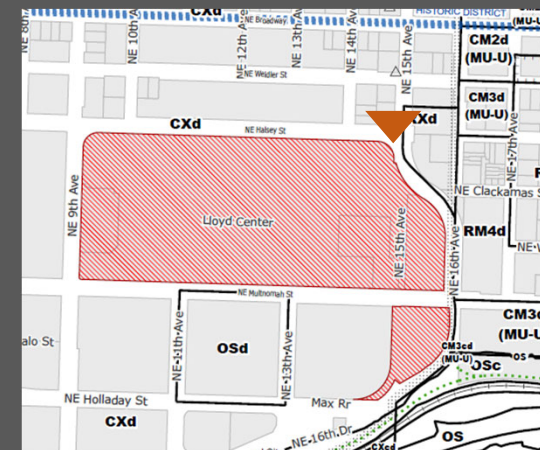 HISTORIC DISTRICT
CXd
NE Broadway
(MU-U)
NE 10th Ave
NE 12th Ave
NE 13th Ave
NE 14th Ave
NE 15th Ave
CM2d
(MU-U)
NE Weidler St
CM3d
(MU-U)
CXd
NE Halsey St
NE 17th Ave
NE Clackamas S
NE 9th Ave
Lloyd Center
NE 15th Ave
RM4d
NE 16th Ave
NE Multnomah St
CM3d
(MU-U)
alo St
NE 11th Ave
OSd
NE 13th Ave
CM3cd
(MU-U)
OSc
OS
NE Holladay St
Max Rr
CXd
NE 16th Dr
OS
CXcd